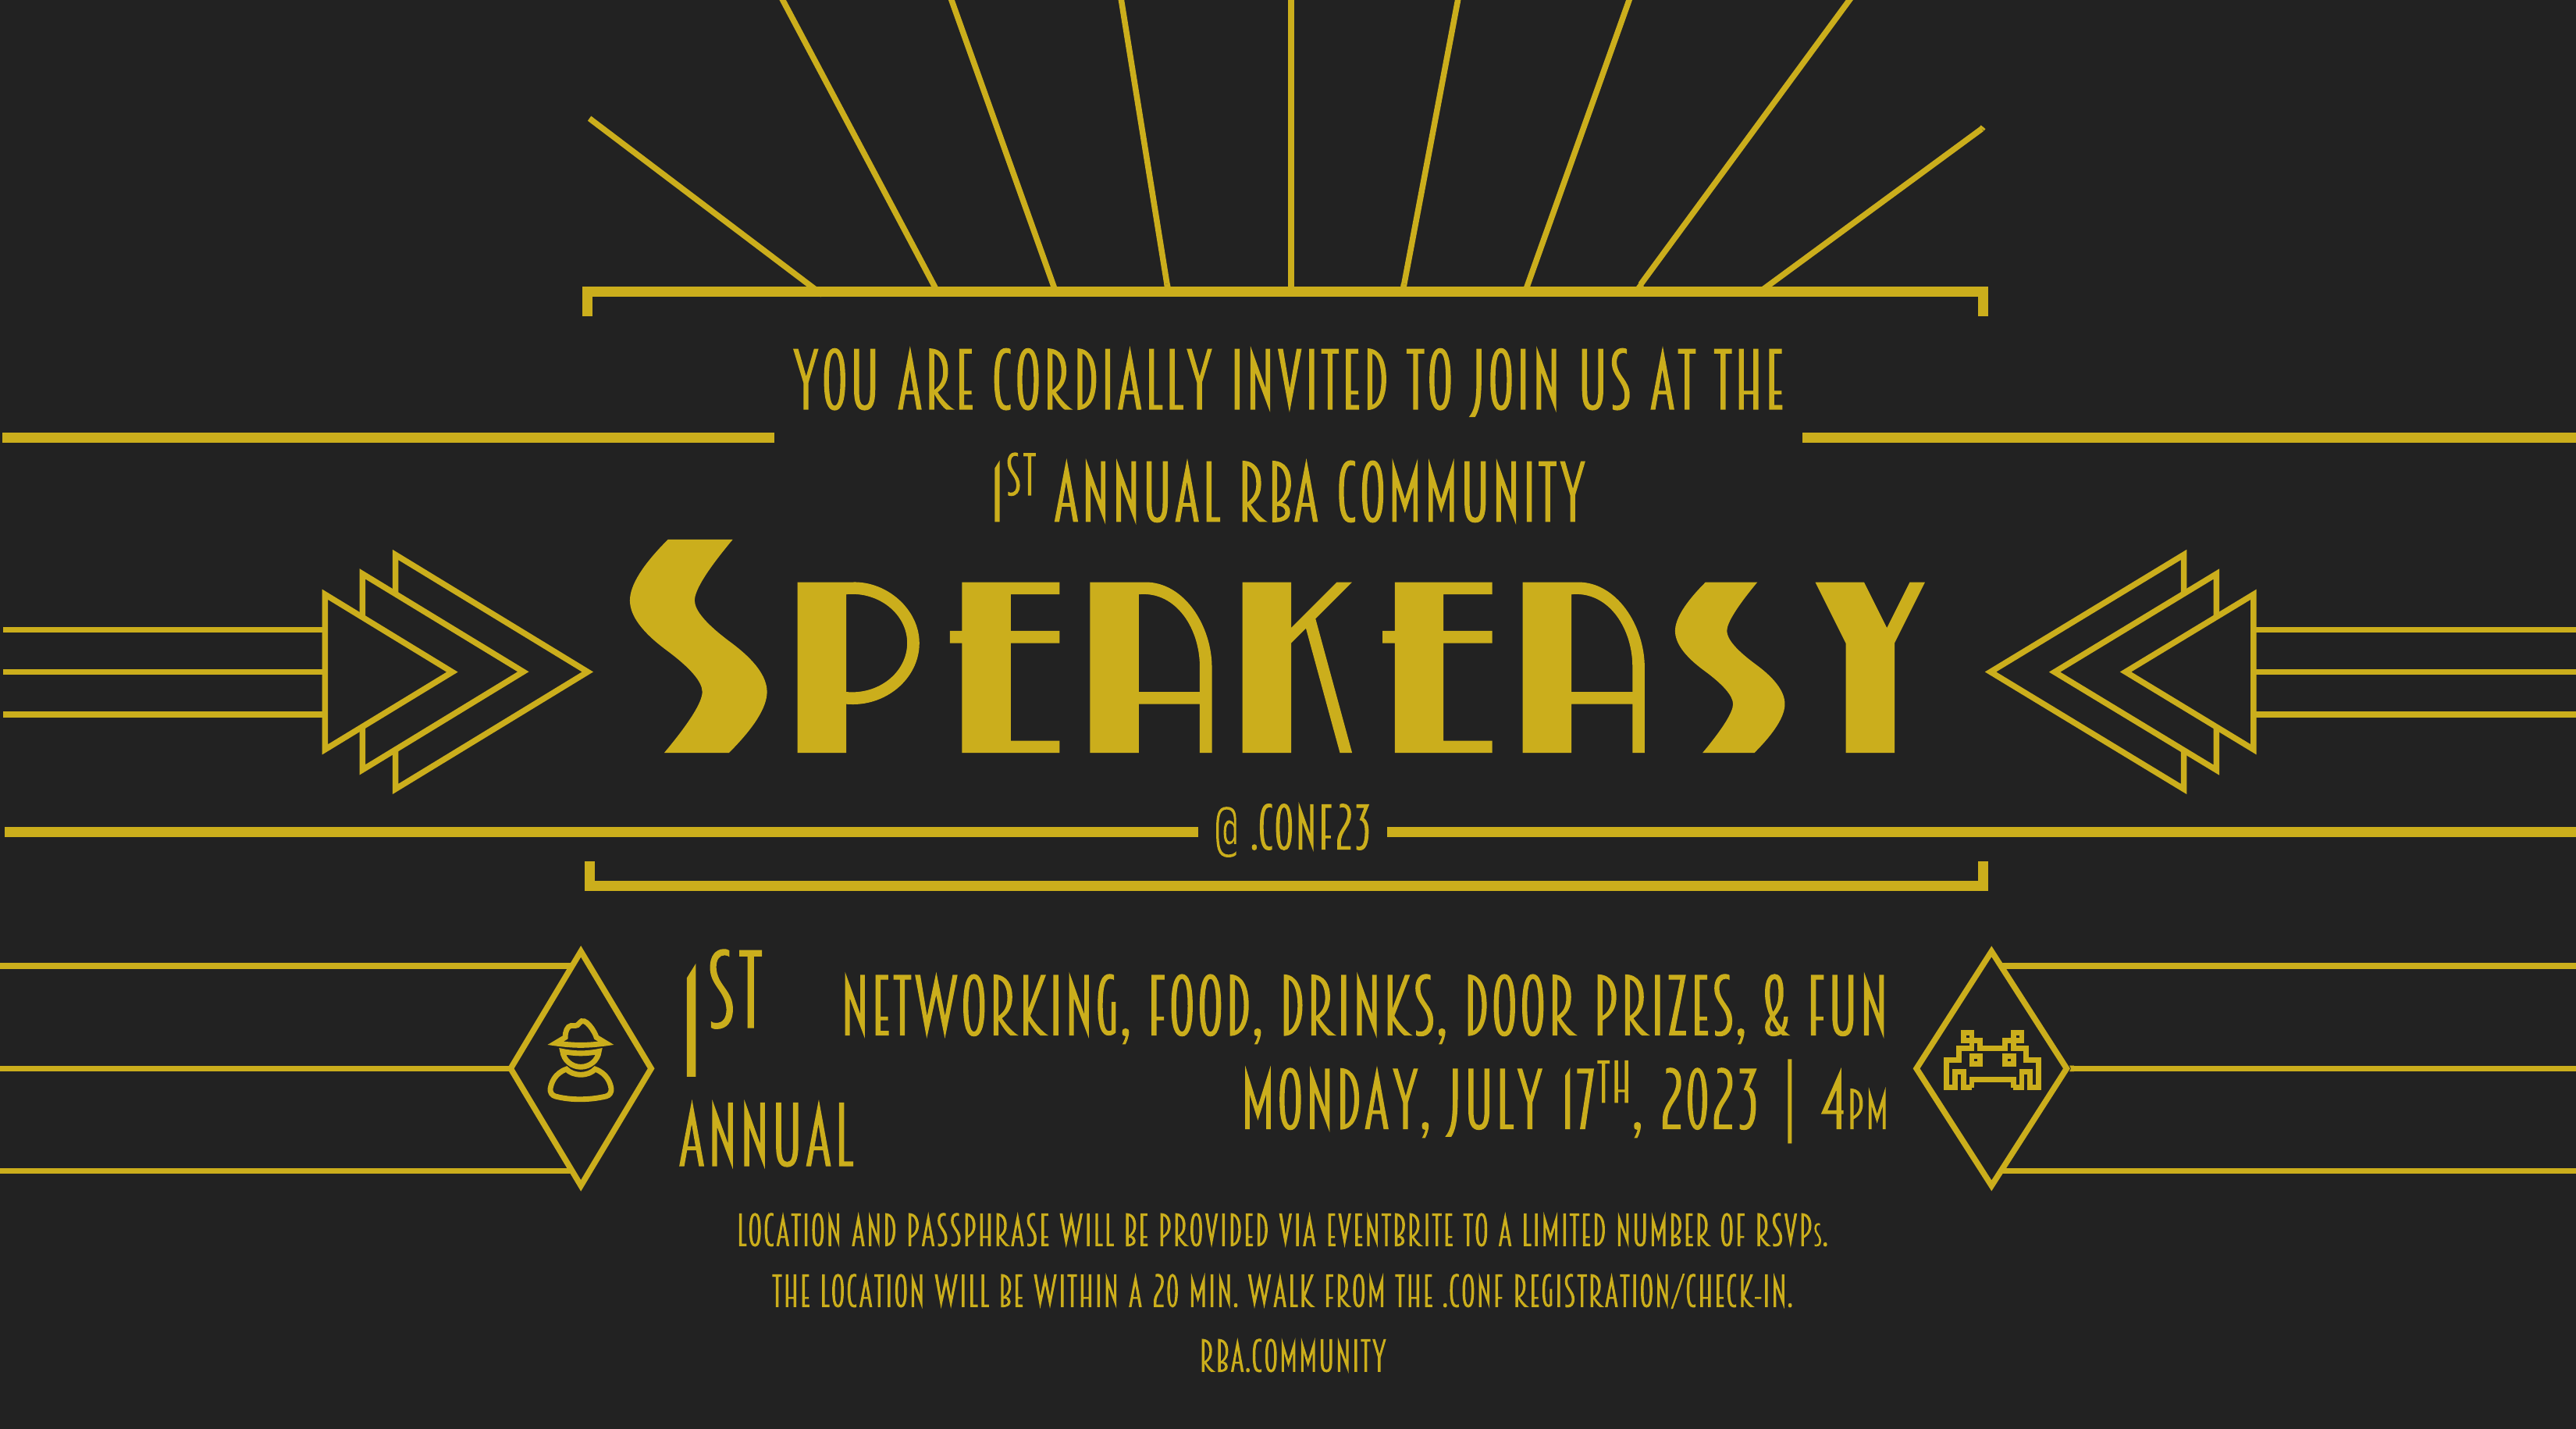 YOU ARE CORDIALLY INVITED TO JOIN US AT THE
1ST ANNUAL RBA COMMUNITY
SPEAKEASY
@ .CONF23
1ST
ANNUAL
NETWORKING, FOOD, DRINKS, DOOR PRIZES, & FUN
MONDAY, JULY 17TH, 2023 | 4PM
LOCATION AND PASSPHRASE WILL BE PROVIDED VIA EVENTBRITE TO A LIMITED NUMBER OF RSVPs.
THE LOCATION WILL BE WITHIN A 20 MIN. WALK FROM THE .CONF REGISTRATION/CHECK-IN.
RBA.COMMUNITY